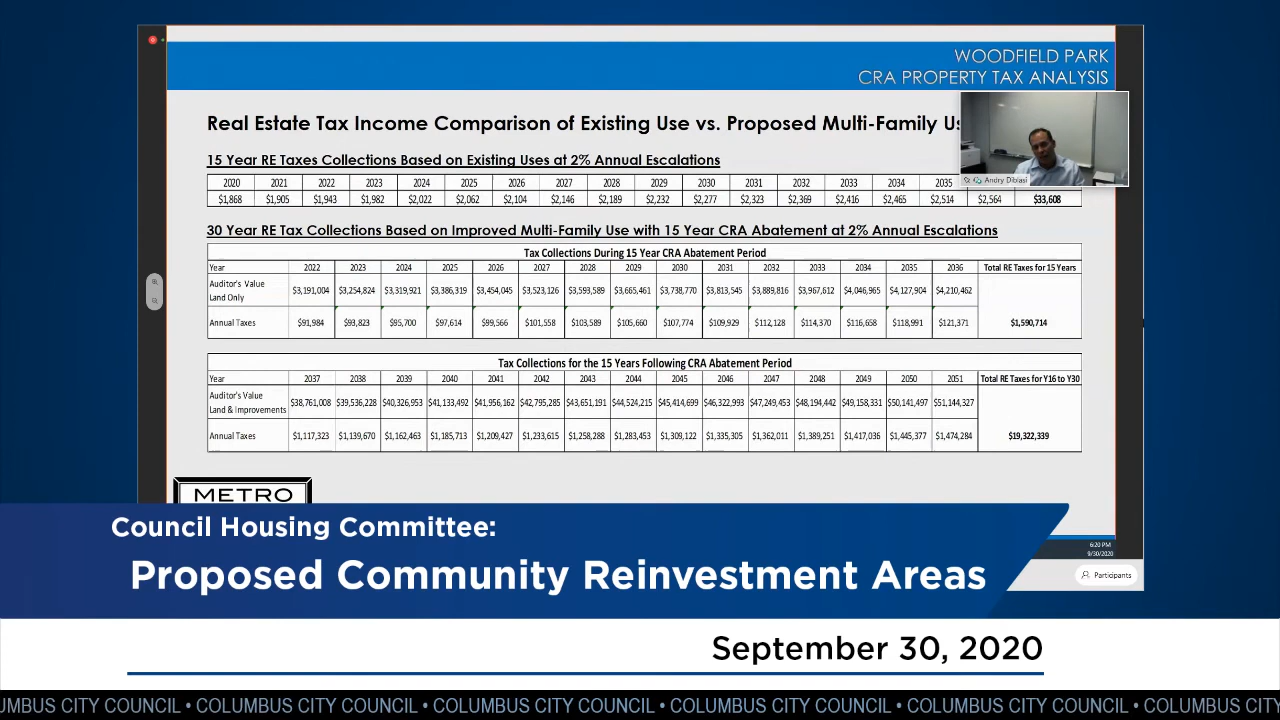 WOODFIELD PARK
CRA PROPERTY TAX ANALYSIS
Real Estate Tax Income Comparison of Existing Use vs. Proposed Multi-Family
Andry Diblasi
15 Year RE Taxes Collections Based on Existing Uses at 2% Annual Escalations
2020 2021 2022 2023 2024 2025 2026 2027 2028 2029 2030 2031 2032 2033 2034 2035
$1,868 $1,905 $1,943 $1,982 $2,022 $2,062 $2,104 $2,146 $2,189 $2,232 $2,277 $2,323 $2,369 $2,416 $2,465 $2,514 $2,564 $33,608
30 Year RE Tax Collections Based on Improved Multi-Family Use with 15 Year CRA Abatement at 2% Annual Escalations
Tax Collections During 15 Year CRA Abatement Period
Year 2022 2023 2024 2025 2026 2027 2028 2029 2030 2031 2032 2033 2034 2035 2036 Total RE Taxes for 15 Years
Auditor's Value
Land Only $3,191,004 $3,254,824 $3,319,921 $3,386,319 $3,454,045 $3,523,126 $3,593,589 $3,665,461 $3,738,770 $3,813,545 $3,889,816 $3,967,612 $4,046,965 $4,127,904 $4,210,462
Annual Taxes $91,984 $93,823 $95,700 $97,614 $99,566 $101,558 $103,589 $105,660 $107,774 $109,929 $112,128 $114,370 $116,658 $118,991 $121,371 $1,590,714
Tax Collections for the 15 Years Following CRA Abatement Period
Year 2037 2038 2039 2040 2041 2042 2043 2044 2045 2046 2047 2048 2049 2050 2051 Total RE Taxes for Y16 to Y30
Auditor's Value
Land & Improvements $38,761,008 $39,536,228 $40,326,953 $41,133,492 $41,956,162 $42,795,285 $43,651,191 $44,524,215 $45,414,699 $46,322,993 $47,249,453 $48,194,442 $49,158,331 $50,141,497 $51,144,327
Annual Taxes $1,117,323 $1,139,670 $1,162,463 $1,185,713 $1,209,427 $1,233,615 $1,258,288 $1,283,453 $1,309,122 $1,335,305 $1,362,011 $1,389,251 $1,417,036 $1,445,377 $1,474,284 $19,322,339
METRO
Council Housing Committee:
Proposed Community Reinvestment Areas
6:20 PM
9/30/2020
Participants
September 30, 2020
UMBUS CITY COUNCIL • COLUMBUS CITY COUNCIL • COLUMBUS CITY COUNCIL • COLUMBUS CITY COUNCIL • COLUMBUS CITY COUNCIL • COLUMBUS CITY